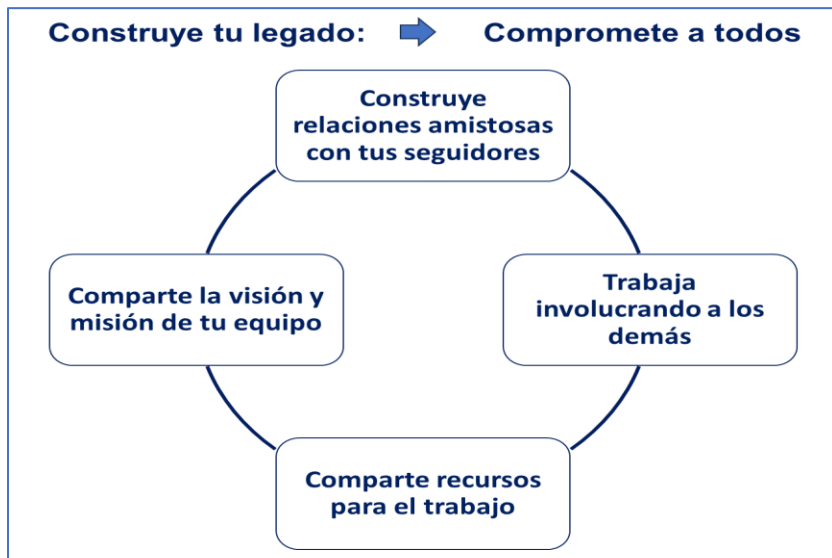 Construye tu legado: Compromete a todos
Construye
relaciones amistosas
con tus seguidores
Comparte la visión y
misión de tu equipo
Trabaja
involucrando a los
demás
Comparte recursos
para el trabajo